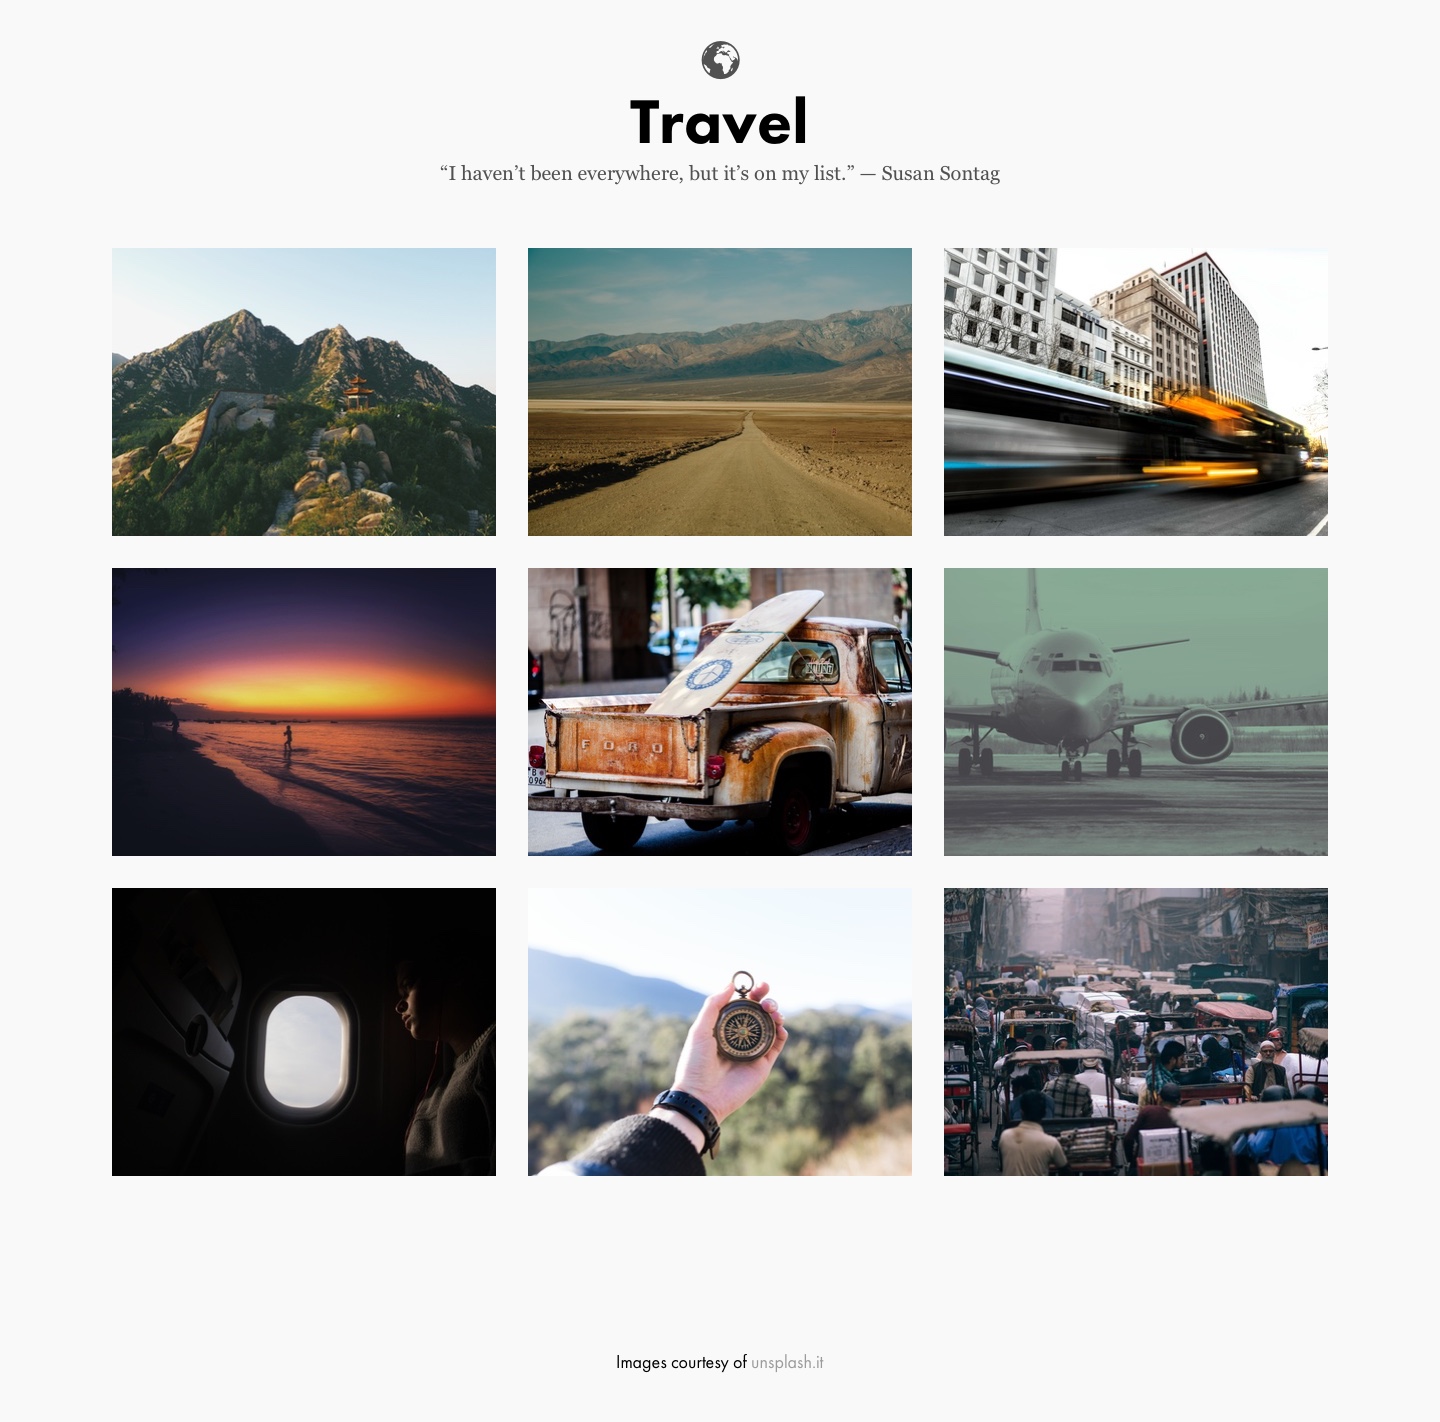 Travel
“I haven’t been everywhere, but it’s on my list.” — Susan Sontag
FORD
Images courtesy of unsplash.it